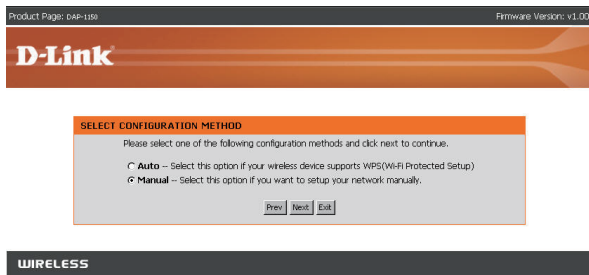 Product Page: DAP-1150 Firmware Version: v1.00
D-Link
SELECT CONFIGURATION METHOD
Please select one of the following configuration methods and click next to continue.
Auto -- Select this option if your wireless device supports WPS(Wi-Fi Protected Setup)
Manual -- Select this option if you want to setup your network manually.
Prev Next Exit
WIRELESS